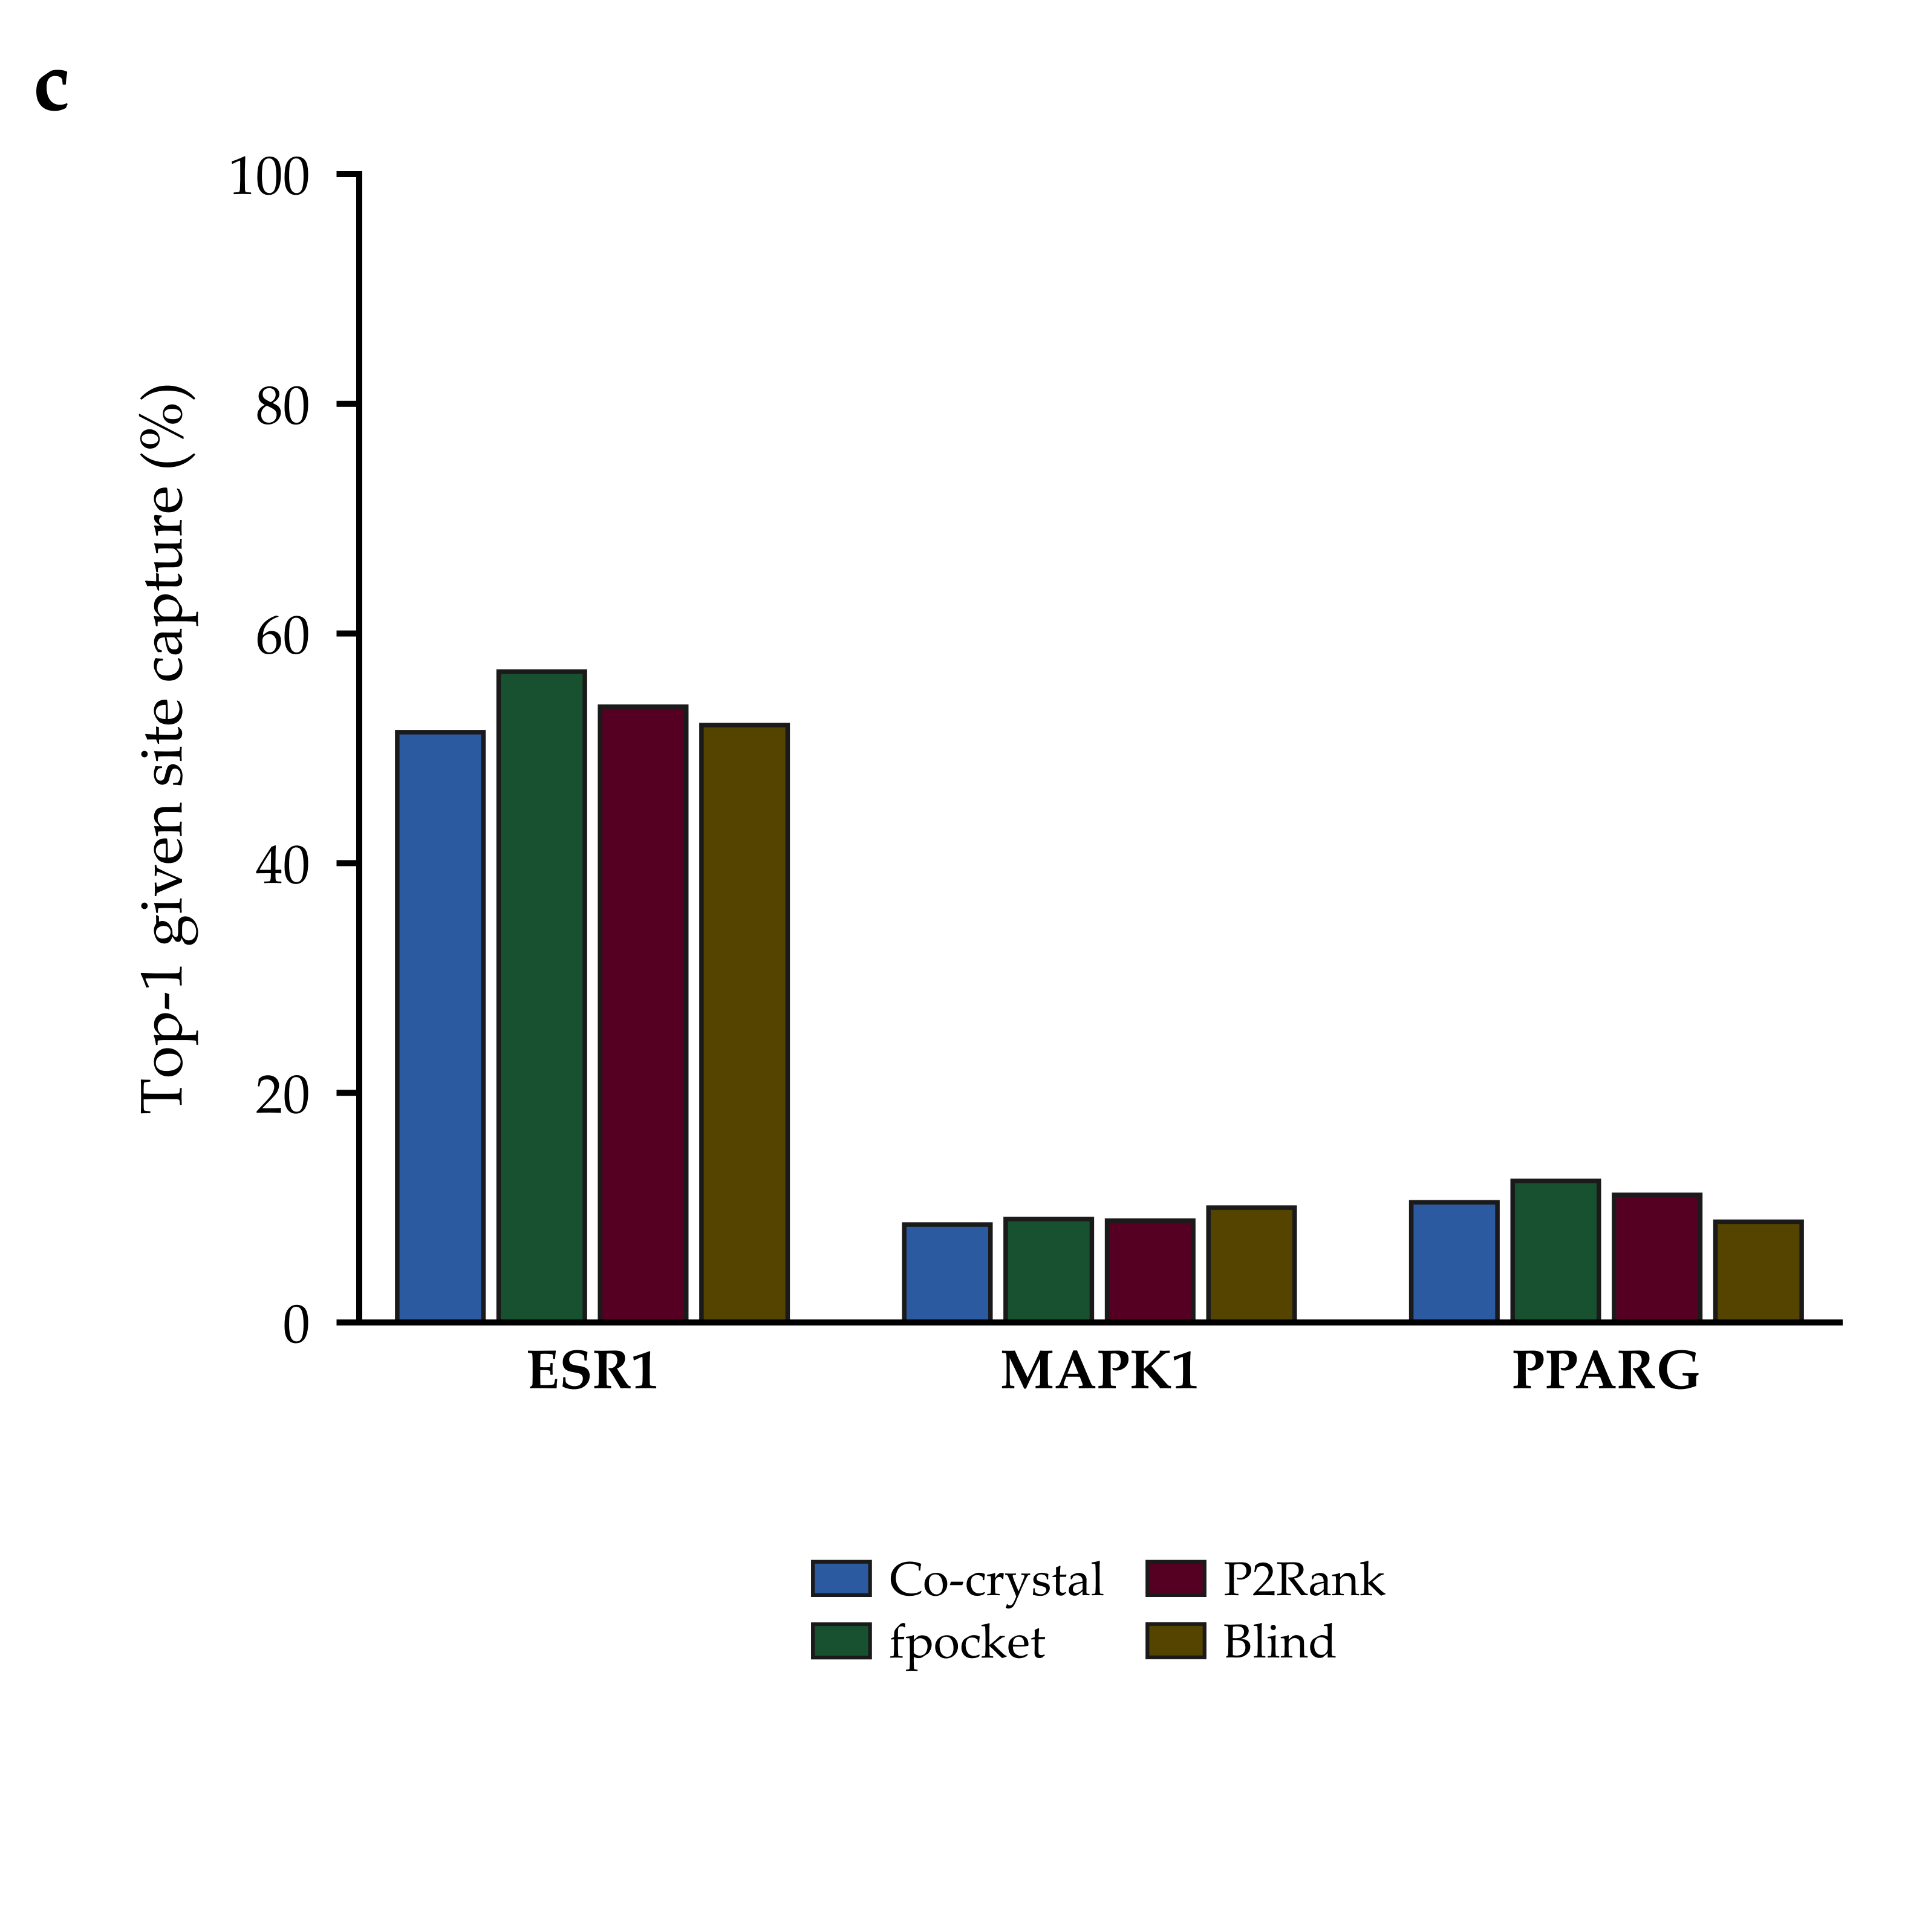 c
Top-1 given site capture (%)
100
80
60
40
20
0
ESR1 MAPK1 PPARG
Co-crystal P2Rank
fpocket Blind